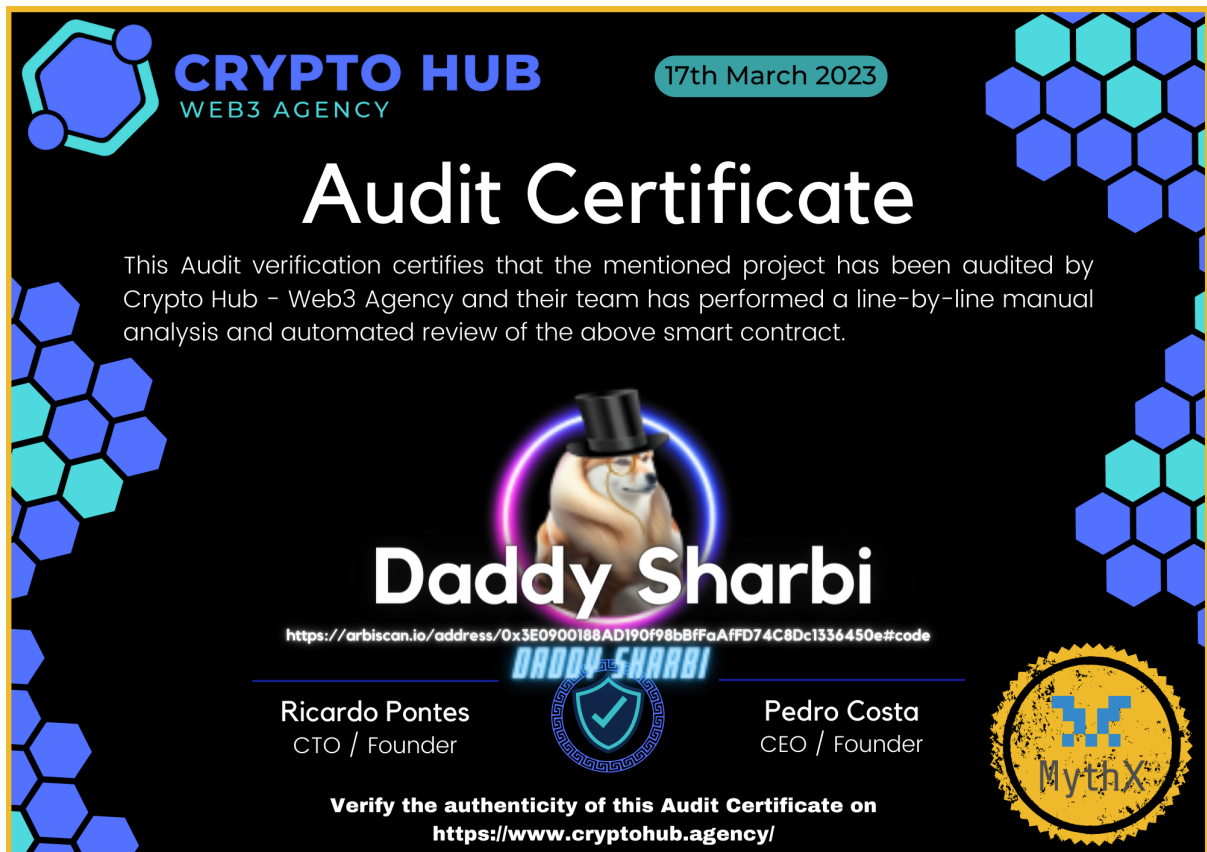 CRYPTO HUB
WEB3 AGENCY
17th March 2023
Audit Certificate
This Audit verification certifies that the mentioned project has been audited by
Crypto Hub - Web3 Agency and their team has performed a line-by-line manual
analysis and automated review of the above smart contract.
Daddy Sharbi
https://arbiscan.io/address/0x3E0900188AD190f98bBfFaAfFD74C8Dc1336450e#code
DADDY SHARBI
Ricardo Pontes
CTO / Founder
Pedro Costa
CEO / Founder
MythX
Verify the authenticity of this Audit Certificate on
https://www.cryptohub.agency/